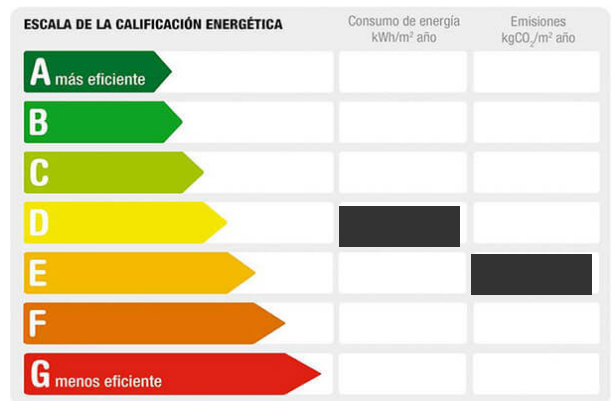 ESCALA DE LA CALIFICACIÓN ENERGÉTICA
Consumo de energía
kWh/m² año
Emisiones
kgCO₂/m² año
A más eficiente
B
C
D
E
F
G menos eficiente